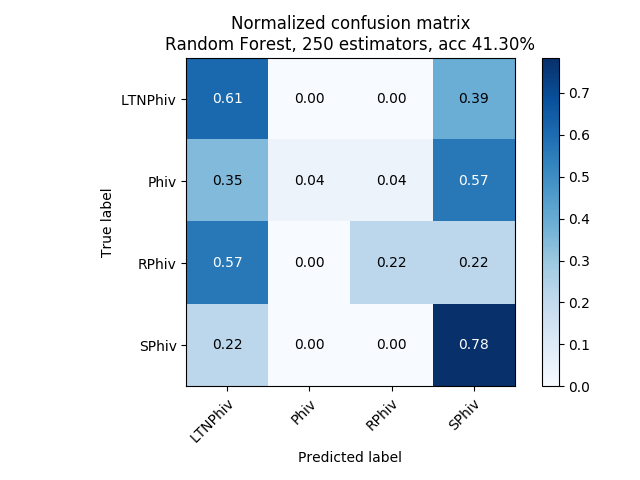 Normalized confusion matrix
Random Forest, 250 estimators, acc 41.30%
True label
LTNPhiv 0.61 0.00 0.00 0.39
Phiv 0.35 0.04 0.04 0.57
RPhiv 0.57 0.00 0.22 0.22
SPhiv 0.22 0.00 0.00 0.78
LTNPhiv Phiv RPhiv SPhiv
Predicted label
0.7
0.6
0.5
0.4
0.3
0.2
0.1
0.0